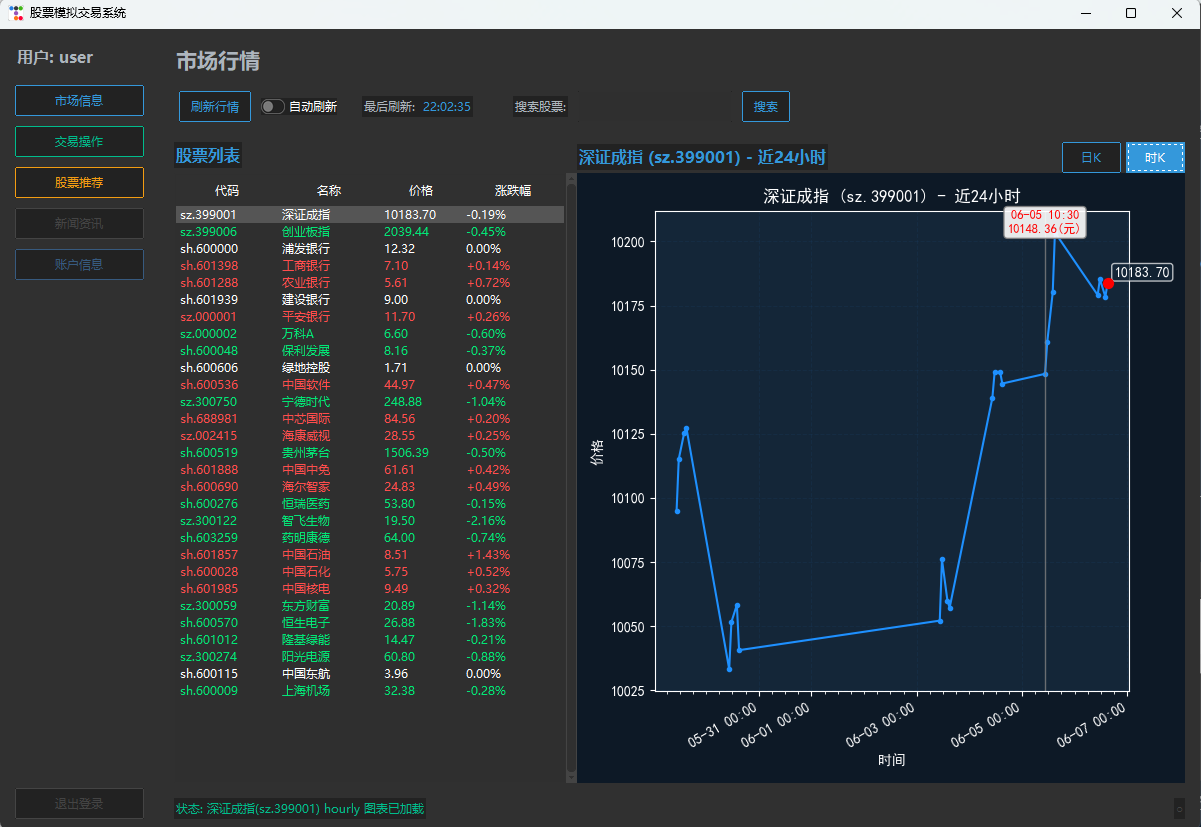 股票模拟交易系统
用户: user
市场信息
交易操作
股票推荐
新闻资讯
账户信息
退出登录
市场行情
刷新行情 自动刷新 最后刷新: 22:02:35 搜索股票: 搜索
股票列表
代码 名称 价格 涨跌幅
sz.399001 深证成指 10183.70 -0.19%
sz.399006 创业板指 2039.44 -0.45%
sh.600000 浦发银行 12.32 0.00%
sh.601398 工商银行 7.10 +0.14%
sh.601288 农业银行 5.61 +0.72%
sh.601939 建设银行 9.00 0.00%
sz.000001 平安银行 11.70 +0.26%
sz.000002 万科A 6.60 -0.60%
sh.600048 保利发展 8.16 -0.37%
sh.600606 绿地控股 1.71 0.00%
sh.600536 中国软件 44.97 +0.47%
sz.300750 宁德时代 248.88 -1.04%
sh.688981 中芯国际 84.56 +0.20%
sz.002415 海康威视 28.55 +0.25%
sh.600519 贵州茅台 1506.39 -0.50%
sh.601888 中国中免 61.61 +0.42%
sh.600690 海尔智家 24.83 +0.49%
sh.600276 恒瑞医药 53.80 -0.15%
sz.300122 智飞生物 19.50 -2.16%
sh.603259 药明康德 64.00 -0.74%
sh.601857 中国石油 8.51 +1.43%
sh.600028 中国石化 5.75 +0.52%
sh.601985 中国核电 9.49 +0.32%
sz.300059 东方财富 20.89 -1.14%
sh.600570 恒生电子 26.88 -1.83%
sh.601012 隆基绿能 14.47 -0.21%
sz.300274 阳光电源 60.80 -0.88%
sh.600115 中国东航 3.96 0.00%
sh.600009 上海机场 32.38 -0.28%
深证成指 (sz.399001) - 近24小时
日K 时K
深证成指 (sz.399001) - 近24小时
06-05 10:30
10148.36(元)
10183.70
10200
10175
10150
10125
10100
10075
10050
10025
价格
05-31 00:00
06-01 00:00
06-03 00:00
06-05 00:00
06-07 00:00
时间
状态: 深证成指(sz.399001) hourly 图表已加载